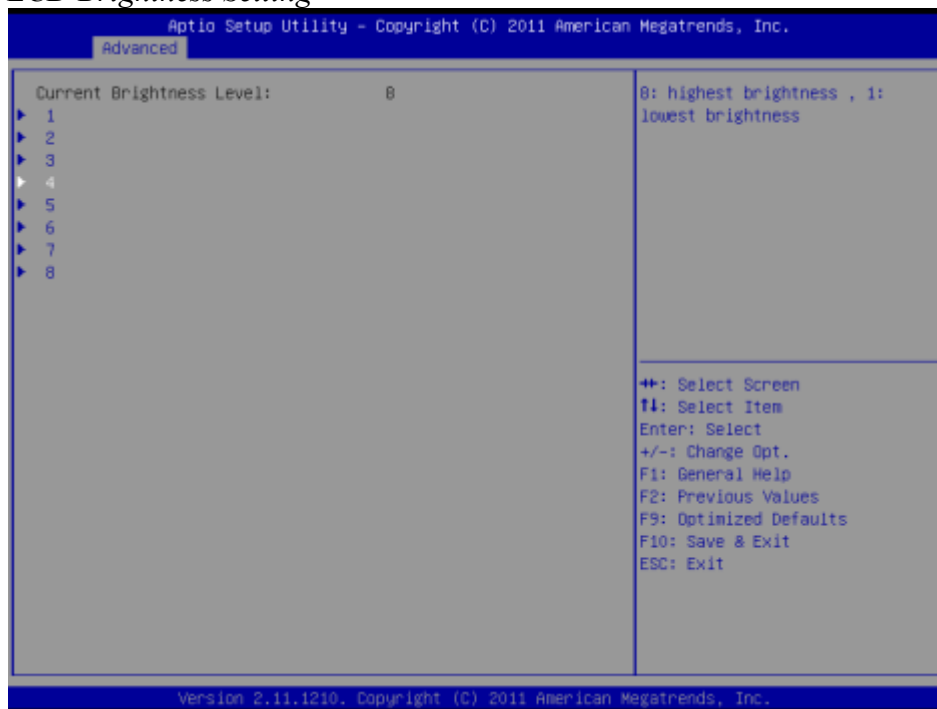 LCD Brightness Setting
Aptio Setup Utility – Copyright (C) 2011 American Megatrends, Inc.
Advanced
Current Brightness Level: 8
1
2
3
4
5
6
7
8
8: highest brightness , 1:
lowest brightness
→←: Select Screen
↑↓: Select Item
Enter: Select
+/-: Change Opt.
F1: General Help
F2: Previous Values
F9: Optimized Defaults
F10: Save & Exit
ESC: Exit
Version 2.11.1210. Copyright (C) 2011 American Megatrends, Inc.